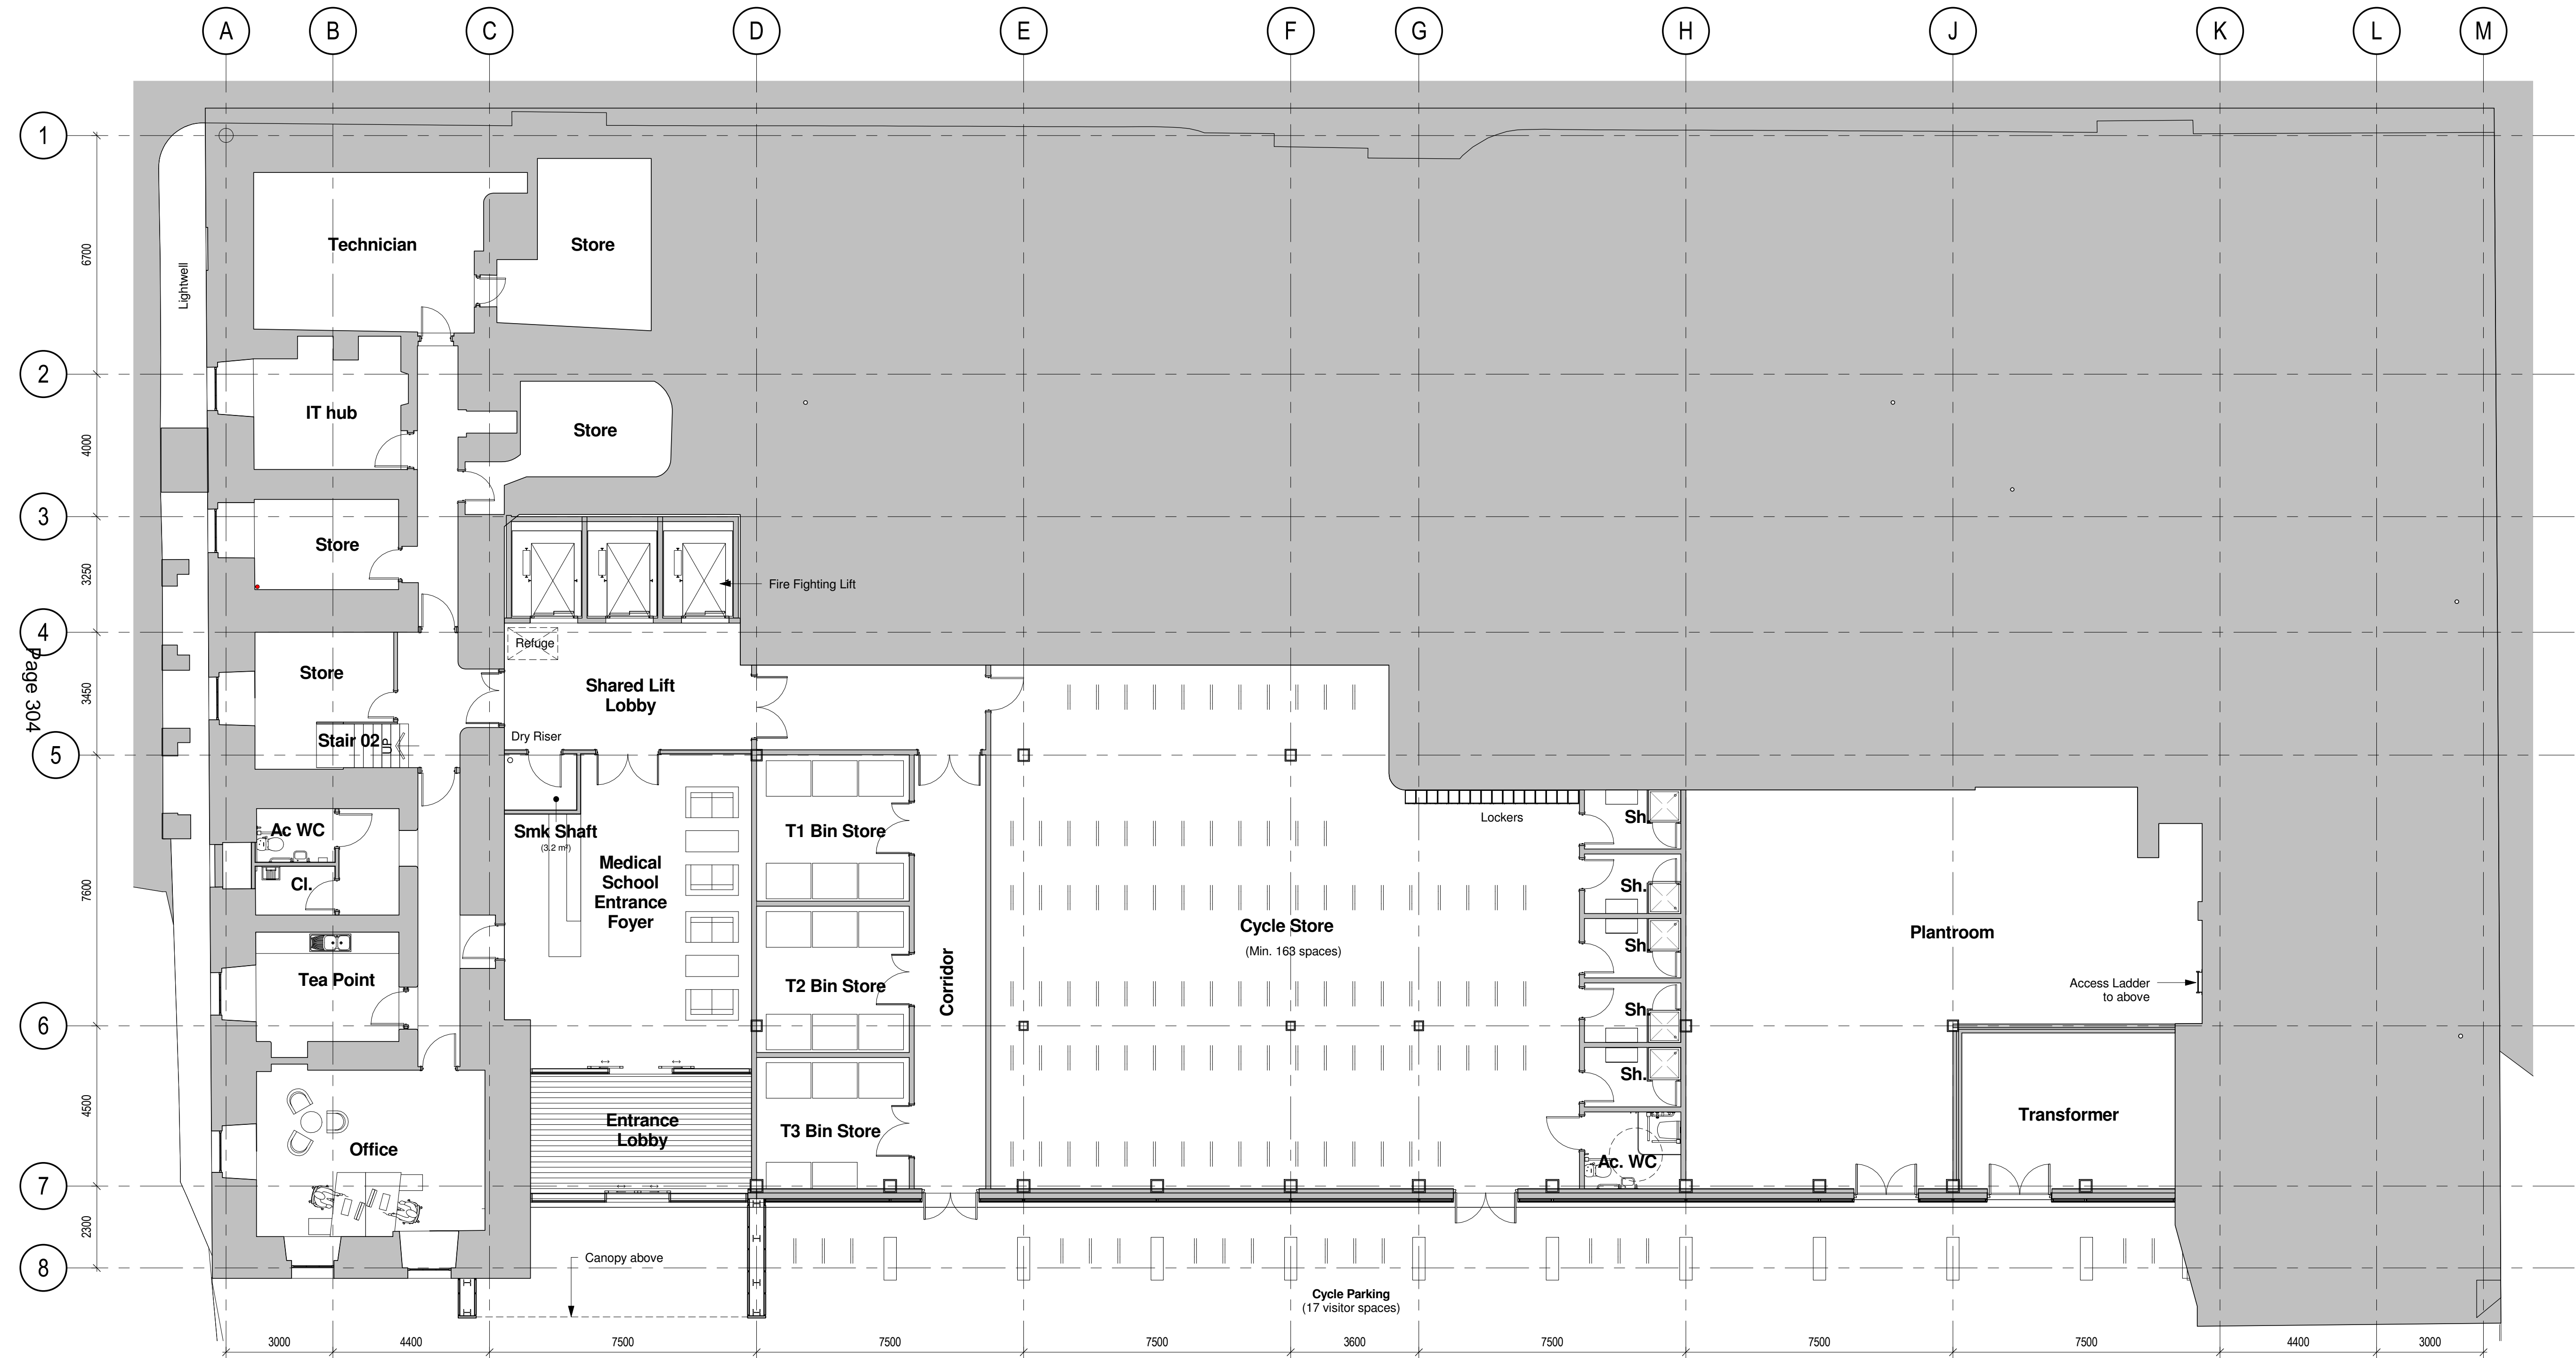 A
B
C
D
E
F
G
H
J
K
L
M
1
2
3
4
5
6
7
8
6700
4000
3250
3450
7600
4500
2300
Page 304
Lightwell
Technician
Store
IT hub
Store
Store
Fire Fighting Lift
Refuge
Store
Shared Lift
Lobby
Stair 02
UP
Dry Riser
Ac WC
Smk Shaft
(3.2 m²)
Cl.
Medical
School
Entrance
Foyer
T1 Bin Store
T2 Bin Store
T3 Bin Store
Corridor
Cycle Store
(Min. 163 spaces)
Lockers
Sh.
Sh.
Sh.
Sh.
Sh.
Ac. WC
Plantroom
Access Ladder
to above
Transformer
Tea Point
Office
Entrance
Lobby
Canopy above
Cycle Parking
(17 visitor spaces)
3000
4400
7500
7500
7500
3600
7500
7500
7500
4400
3000